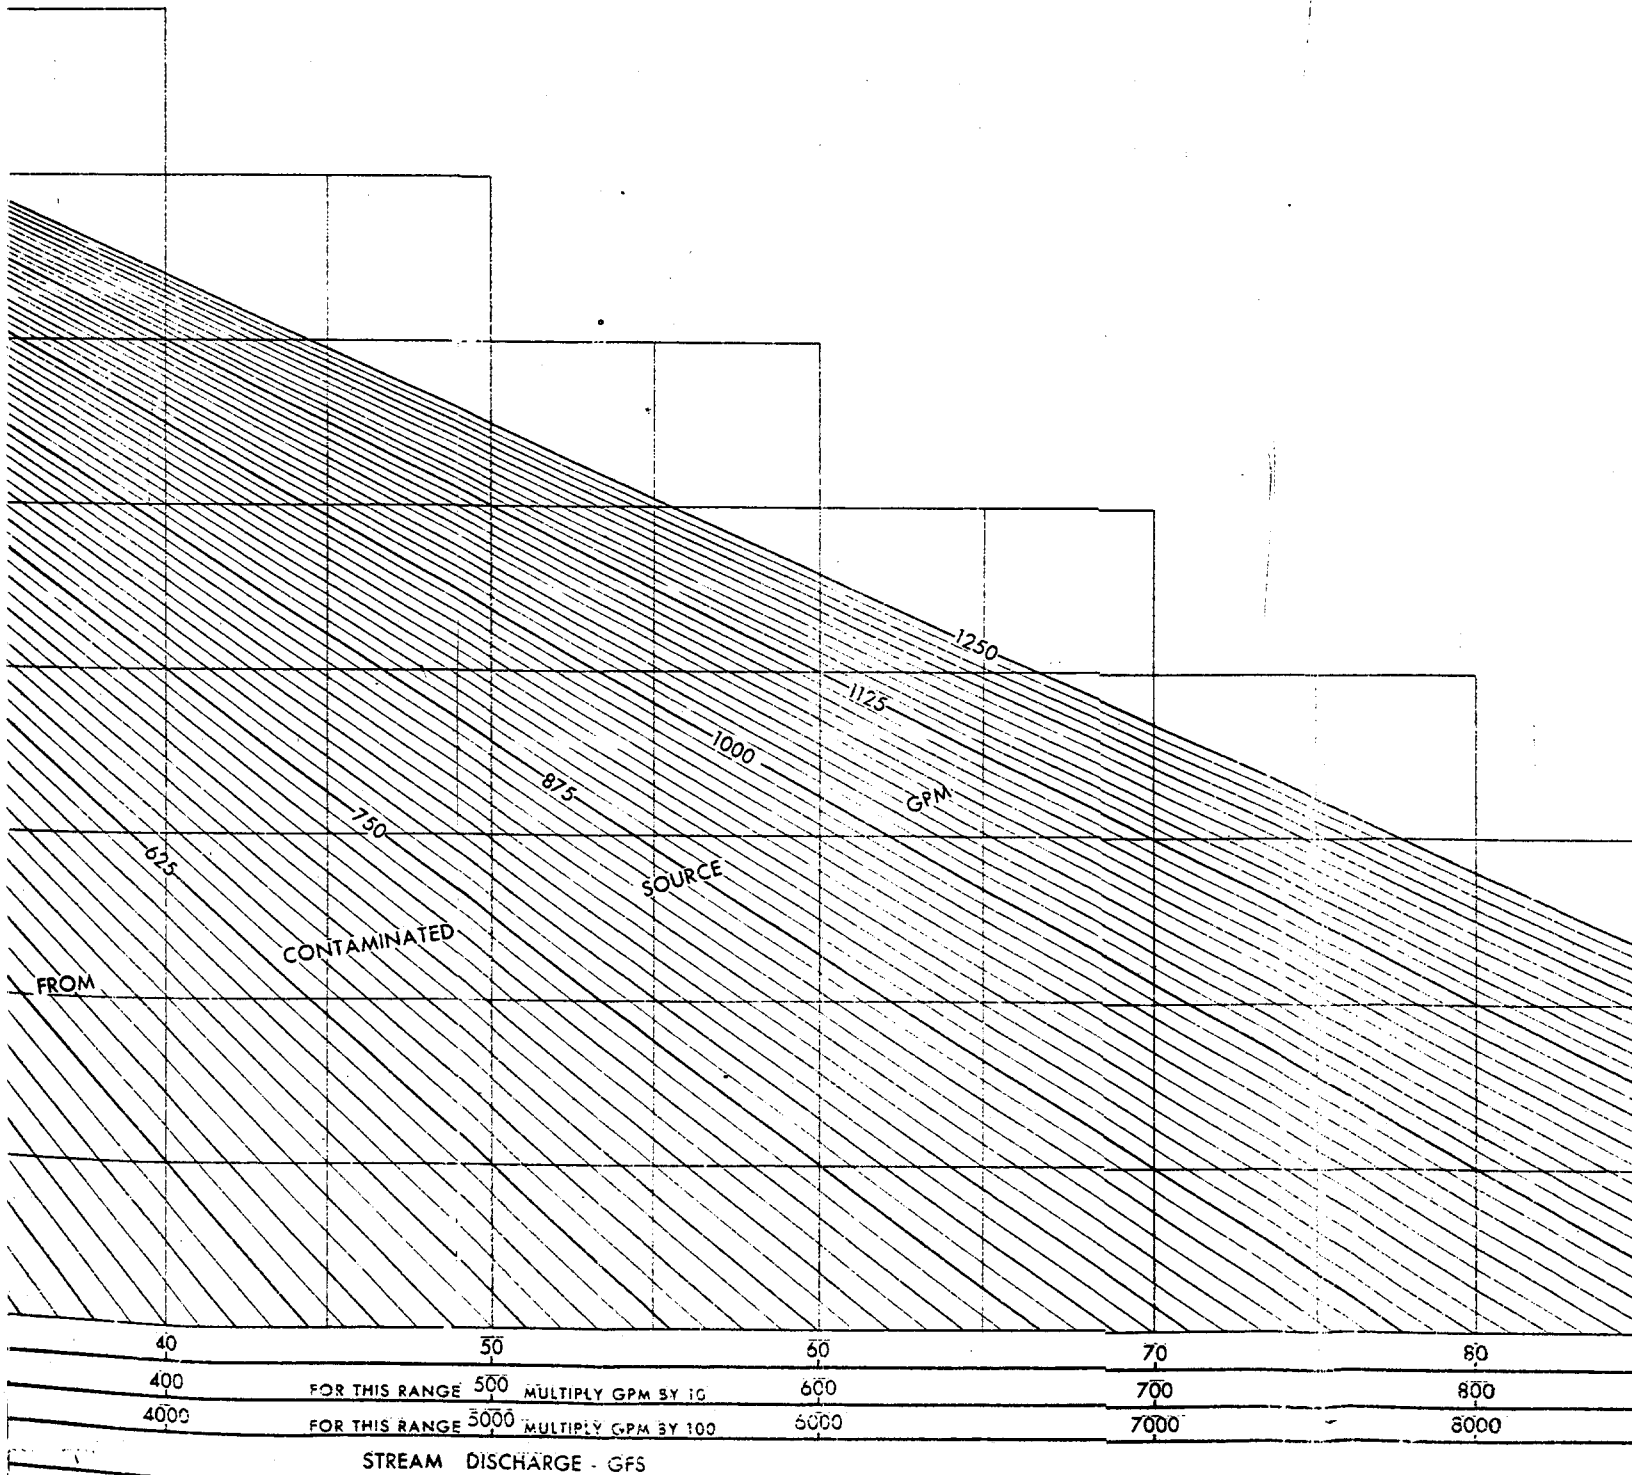 1250
1125
1000
GPM
875
750
SOURCE
625
CONTAMINATED
FROM
40 50 60 70 80
400 FOR THIS RANGE 500 MULTIPLY GPM BY 10 600 700 800
4000 FOR THIS RANGE 5000 MULTIPLY GPM BY 100 6000 7000 8000
STREAM DISCHARGE - CFS